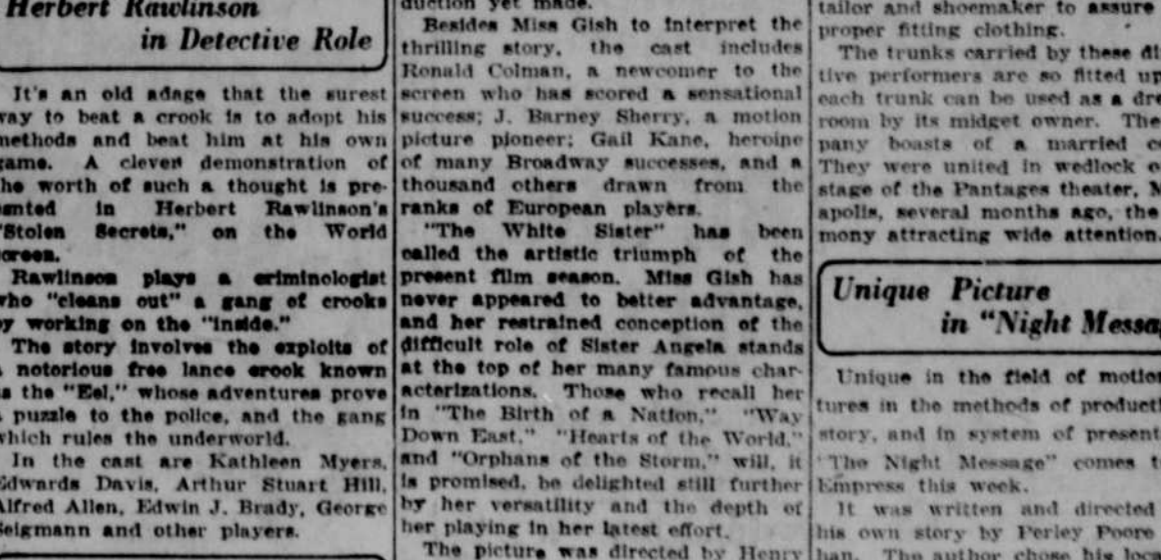 Herbert Rawlinson
in Detective Role
It's an old adage that the surest
way to beat a crook is to adopt his
methods and beat him at his own
game. A clever demonstration of
the worth of such a thought is pre-
sented in Herbert Rawlinson's
"Stolen Secrets," on the World
screen.
Rawlinson plays a criminologist
who "cleans out" a gang of crooks
by working on the "inside."
The story involves the exploits of
notorious free lance crook known
as the "Eel," whose adventures prove
puzzle to the police, and the gang
which rules the underworld.
In the cast are Kathleen Myers,
Edwards Davis, Arthur Stuart Hill,
Alfred Allen, Edwin J. Brady, George
Seigmann and other players.
duction yet made.
Besides Miss Gish to interpret the
thrilling story, the cast includes
Ronald Colman, a newcomer to the
screen who has scored a sensational
success; J. Barney Sherry, a motion
picture pioneer; Gail Kane, heroine
of many Broadway successes, and a
thousand others drawn from the
ranks of European players.
"The White Sister" has been
called the artistic triumph of the
present film season. Miss Gish has
never appeared to better advantage,
and her restrained conception of the
difficult role of Sister Angela stands
at the top of her many famous char-
acterizations. Those who recall her
in "The Birth of a Nation," "Way
Down East," "Hearts of the World,"
and "Orphans of the Storm," will, it
is promised, be delighted still further
by her versatility and the depth of
her playing in her latest effort.
The picture was directed by Henry
tailor and shoemaker to assure
proper fitting clothing.
The trunks carried by these di
tive performers are so fitted up
each trunk can be used as a dre
room by its midget owner. The
pany boasts of a married c
They were united in wedlock o
stage of the Pantages theater, M
apolis, several months ago, the
mony attracting wide attention.
Unique Picture
in "Night Messa
Unique in the field of motion
tures in the methods of producti
story, and in system of present
"The Night Message" comes t
Empress this week.
It was written and directed
his own story by Perley Poore
han. The author chose the